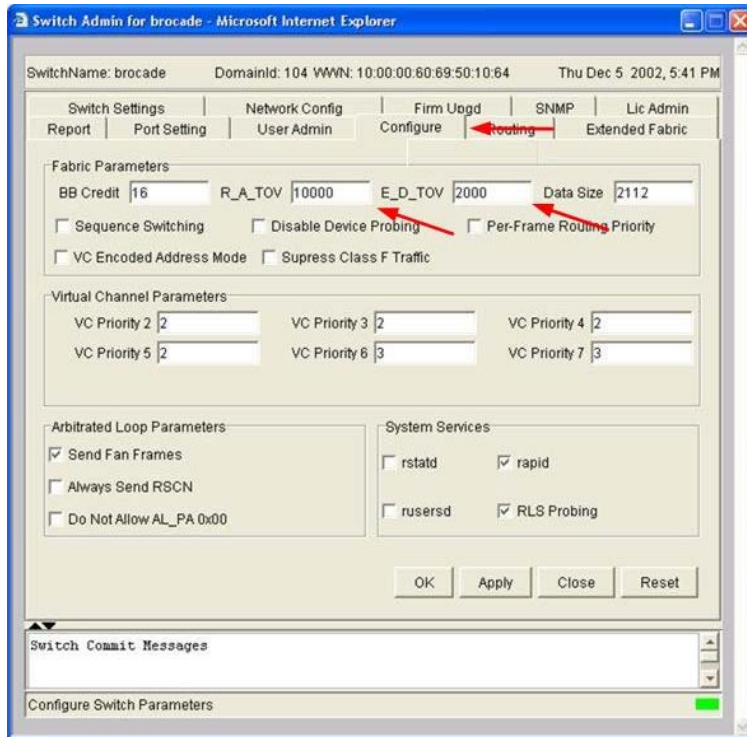 Switch Admin for brocade - Microsoft Internet Explorer
SwitchName: brocade DomainId: 104 WWN: 10:00:00:60:69:50:10:64 Thu Dec 5 2002, 5:41 PM
Switch Settings Network Config Firm Upgd SNMP Lic Admin
Report Port Setting User Admin Configure Routing Extended Fabric
Fabric Parameters
BB Credit 16 R_A_TOV 10000 E_D_TOV 2000 Data Size 2112
Sequence Switching Disable Device Probing Per-Frame Routing Priority
VC Encoded Address Mode Supress Class F Traffic
Virtual Channel Parameters
VC Priority 2 2 VC Priority 3 2 VC Priority 4 2
VC Priority 5 2 VC Priority 6 3 VC Priority 7 3
Arbitrated Loop Parameters
Send Fan Frames
Always Send RSCN
Do Not Allow AL_PA 0x00
System Services
rstatd rapid
rusersd RLS Probing
OK Apply Close Reset
Switch Commit Messages
Configure Switch Parameters